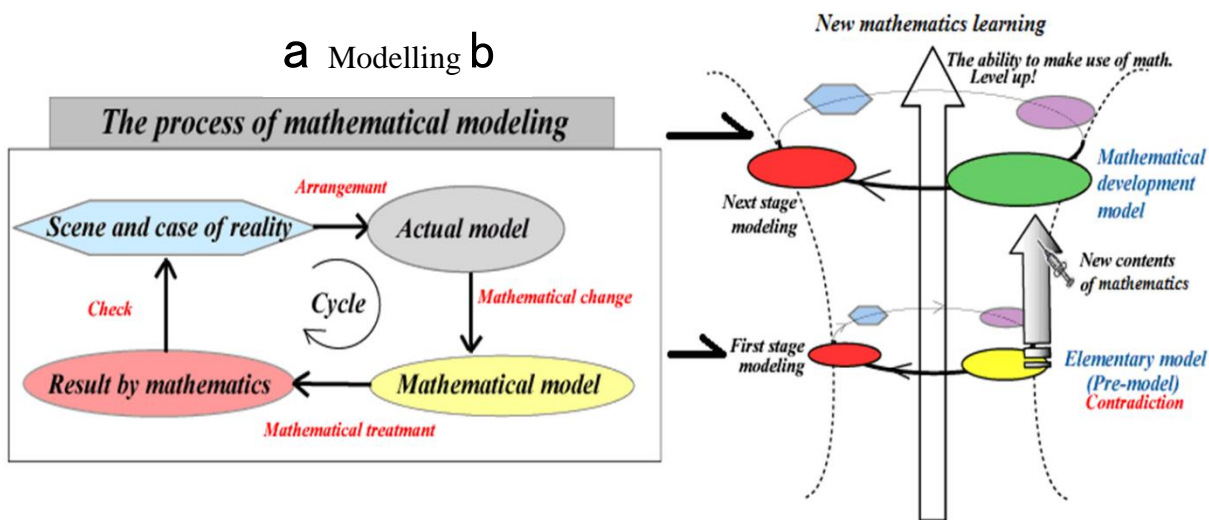 a Modelling b
The process of mathematical modeling
Arrangemant
Scene and case of reality
Actual model
Check
Cycle
Mathematical change
Result by mathematics
Mathematical model
Mathematical treatmant
New mathematics learning
The ability to make use of math.
Level up!
Mathematical
development
model
Next stage
modeling
New contents
of mathematics
First stage
modeling
Elementary model
(Pre-model)
Contradiction